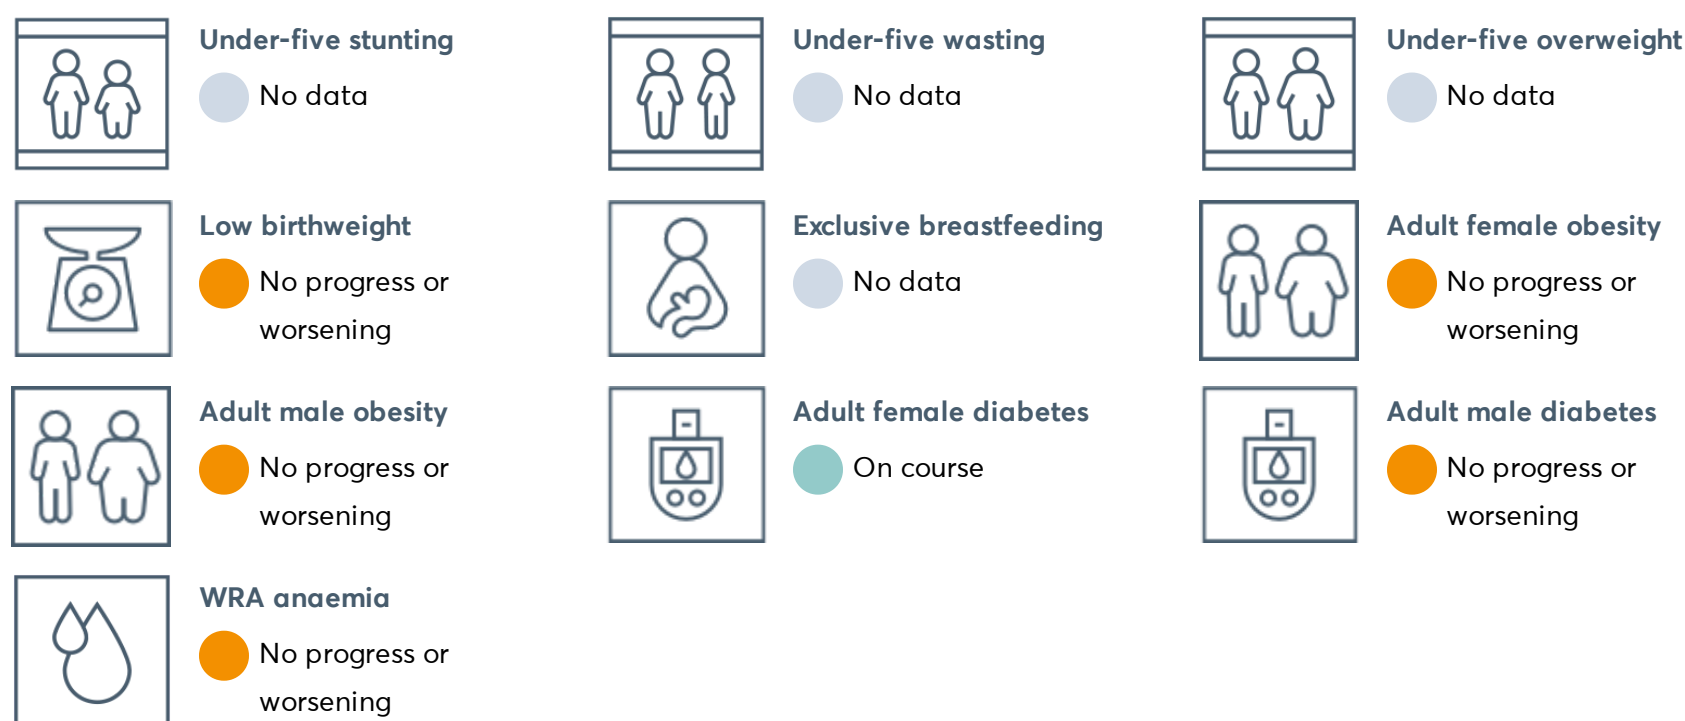 Under-five stunting
No data
Under-five wasting
No data
Under-five overweight
No data
Low birthweight
No progress or
worsening
Exclusive breastfeeding
No data
Adult female obesity
No progress or
worsening
Adult male obesity
No progress or
worsening
Adult female diabetes
On course
Adult male diabetes
No progress or
worsening
WRA anaemia
No progress or
worsening